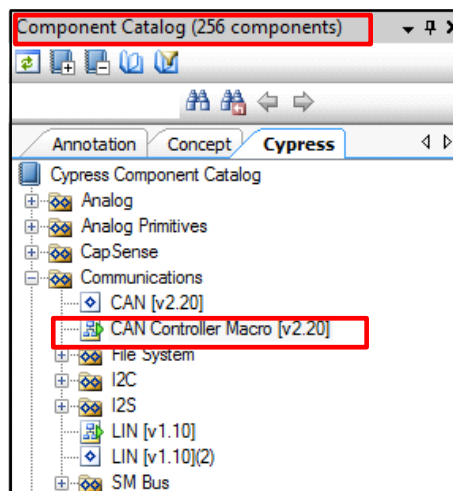 Component Catalog (256 components)
Annotation Concept Cypress
Cypress Component Catalog
Analog
Analog Primitives
CapSense
Communications
CAN [v2.20]
CAN Controller Macro [v2.20]
File System
I2C
I2S
LIN [v1.10]
LIN [v1.10](2)
SM Bus